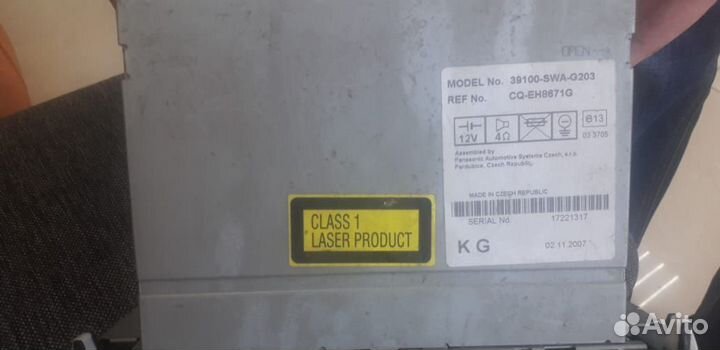 OPEN
MODEL No. 39100-SWA-G203
REF No. CQ-EH8671G
12V 4Ω e13
03 3705
Assembled by
Panasonic Automotive Systems Czech, s.r.o.
Pardubice, Czech Republic
MADE IN CZECH REPUBLIC
SERIAL No 17221317
KG 02.11.2007
CLASS 1
LASER PRODUCT
Avito